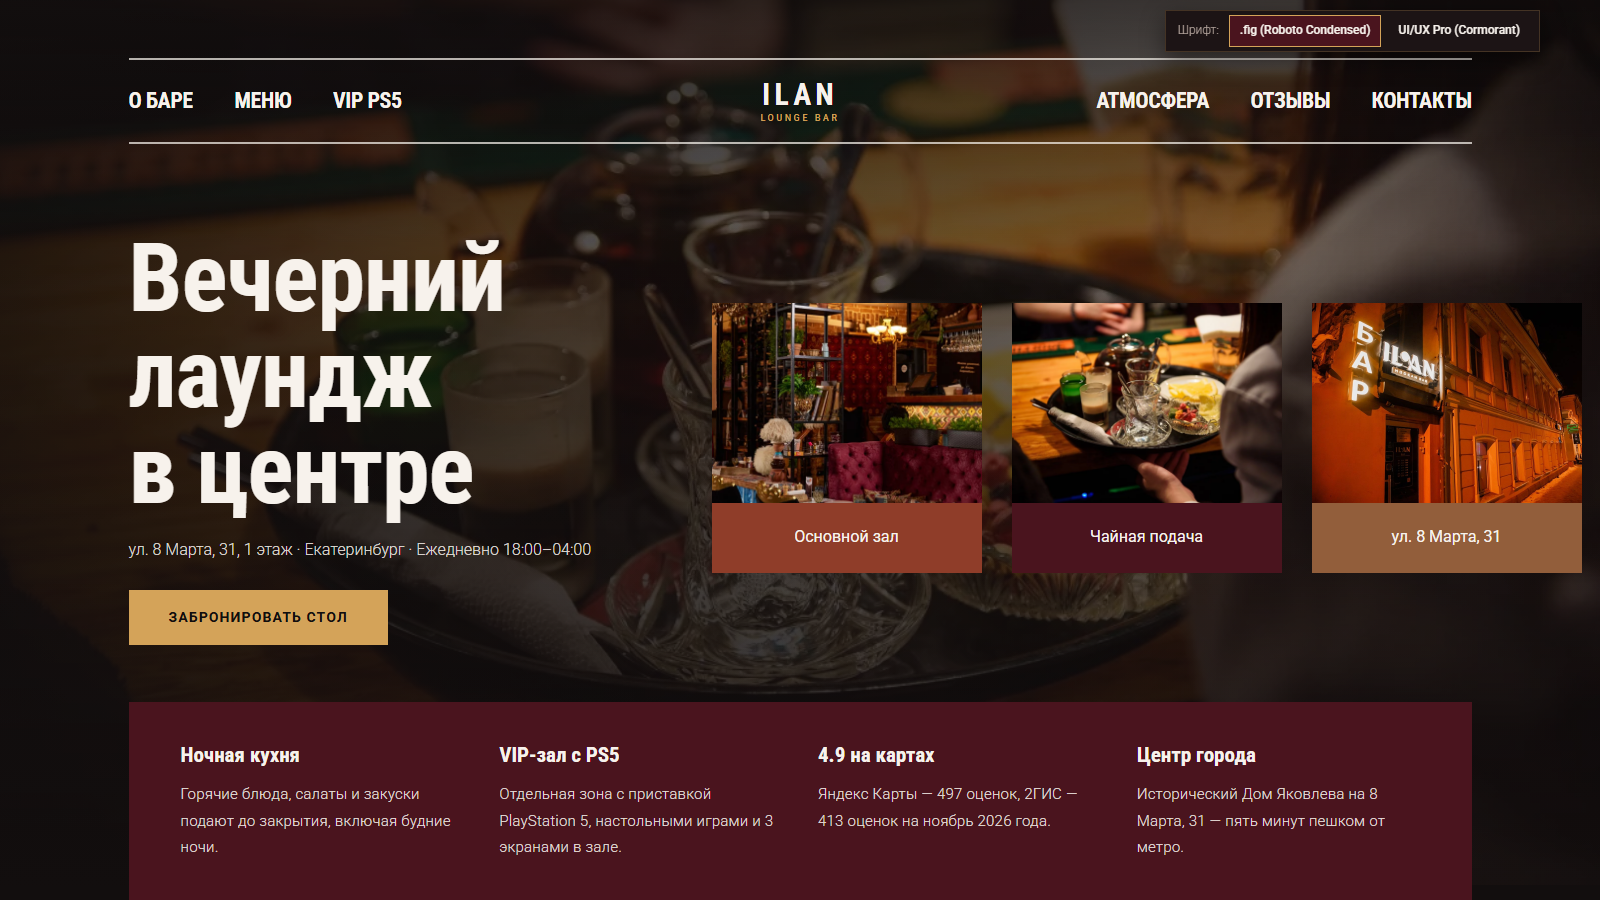 Шрифт: .fig (Roboto Condensed) UI/UX Pro (Cormorant)
О БАРЕ МЕНЮ VIP PS5 ILAN АТМОСФЕРА ОТЗЫВЫ КОНТАКТЫ
LOUNGE BAR
Вечерний
лаундж
в центре
ул. 8 Марта, 31, 1 этаж · Екатеринбург · Ежедневно 18:00–04:00
ЗАБРОНИРОВАТЬ СТОЛ
БАР
ILAN
Основной зал
Чайная подача
ул. 8 Марта, 31
Ночная кухня
Горячие блюда, салаты и закуски
подают до закрытия, включая будние
ночи.
VIP-зал с PS5
Отдельная зона с приставкой
PlayStation 5, настольными играми и 3
экранами в зале.
4.9 на картах
Яндекс Карты — 497 оценок, 2ГИС —
413 оценок на ноябрь 2026 года.
Центр города
Исторический Дом Яковлева на 8
Марта, 31 — пять минут пешком от
метро.